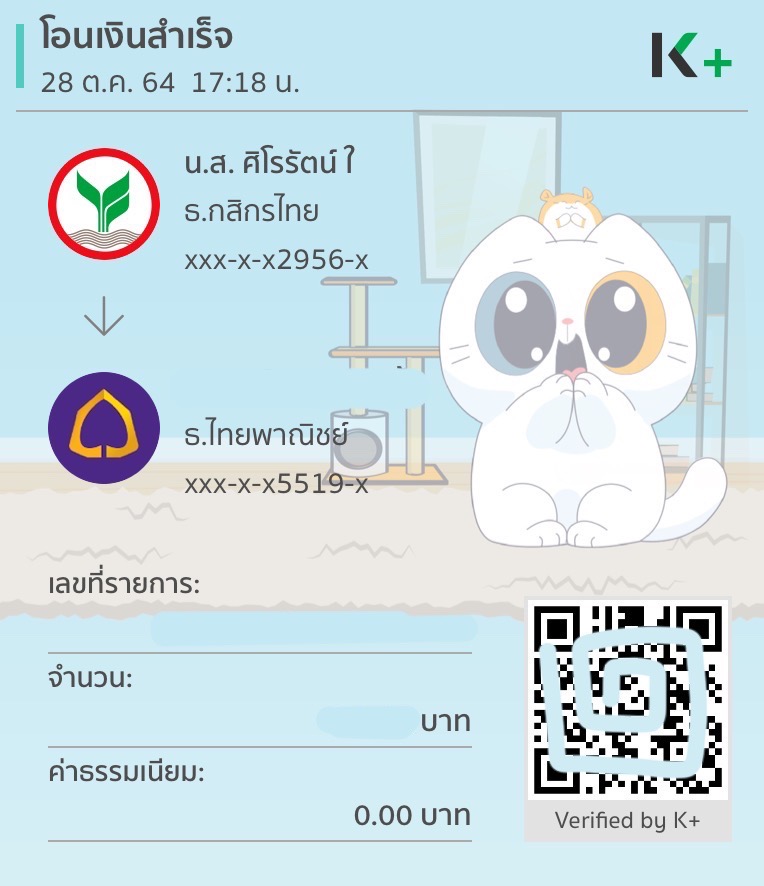 โอนเงินสำเร็จ
28 ต.ค. 64 17:18 น.
K+
น.ส. ศิโรรัตน์ ใ
ธ.กสิกรไทย
xxx-x-x2956-x
ธ.ไทยพาณิชย์
xxx-x-x5519-x
เลขที่รายการ:
จำนวน:
บาท
ค่าธรรมเนียม:
0.00 บาท
Verified by K+